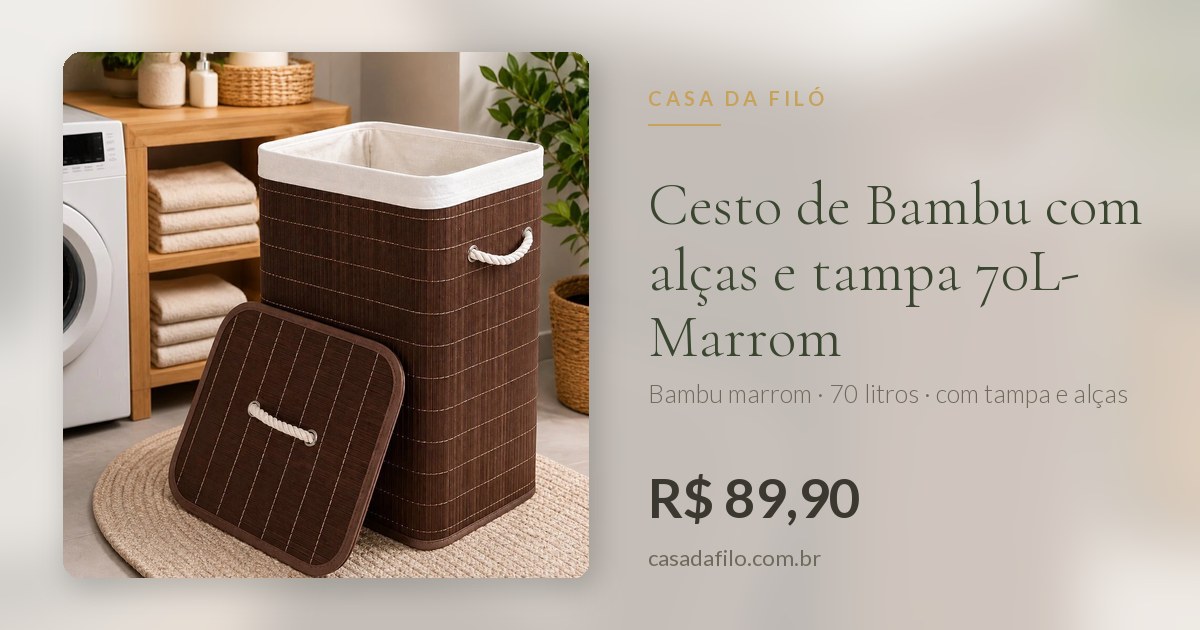 CASA DA FILÓ
Cesto de Bambu com
alças e tampa 70L-
Marrom
Bambu marrom · 70 litros · com tampa e alças
R$ 89,90
casadafilo.com.br